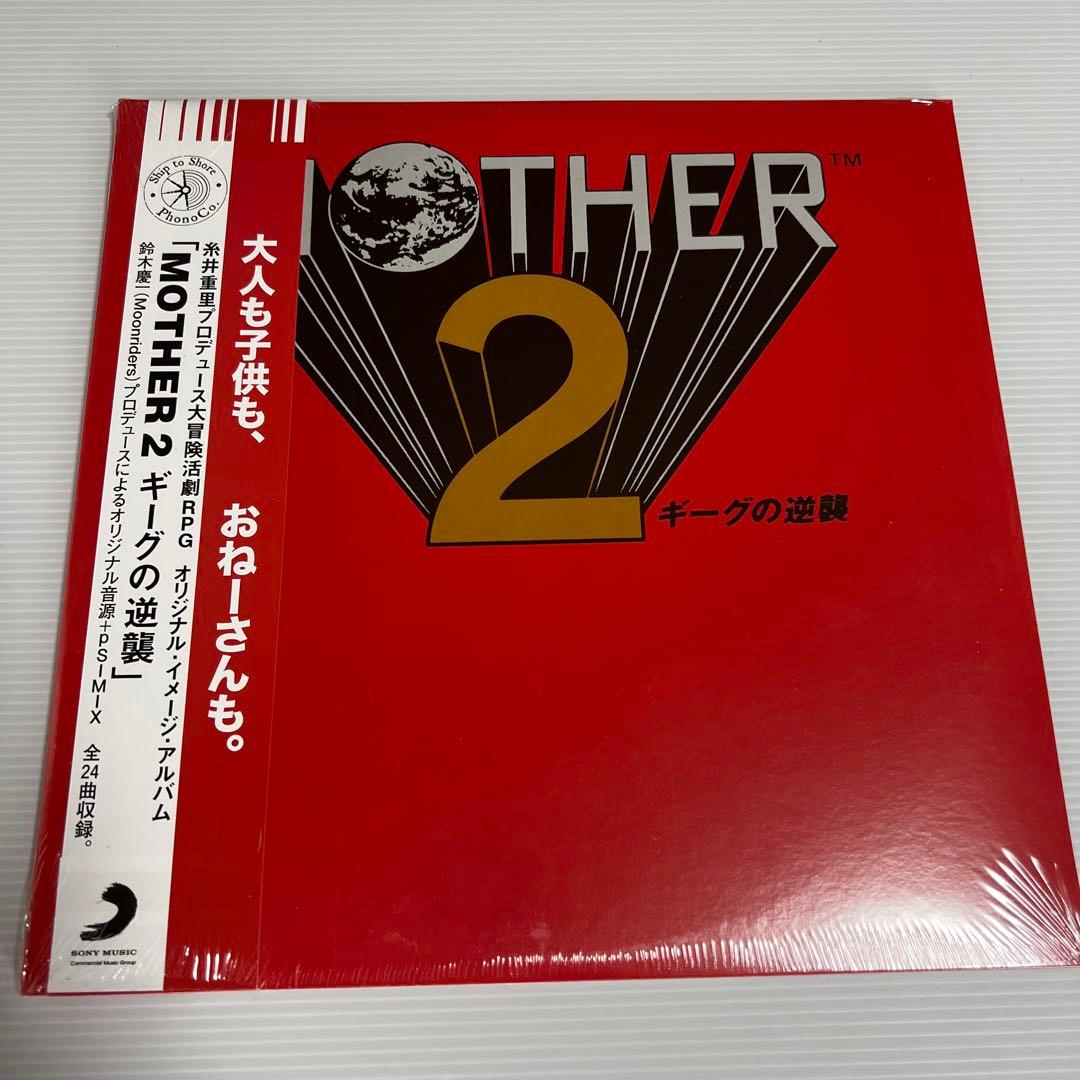 Ship to Shore
PhonoCo.
大人も子供も、おねーさんも。
糸井重里プロデュース大冒険活劇RPG オリジナル・イメージ・アルバム
「MOTHER2 ギーグの逆襲」
鈴木慶一(Moonriders)プロデュースによるオリジナル音源+pSIMIX 全24曲収録。
SONY MUSIC
Commercial Music Group
MOTHER™
2
ギーグの逆襲